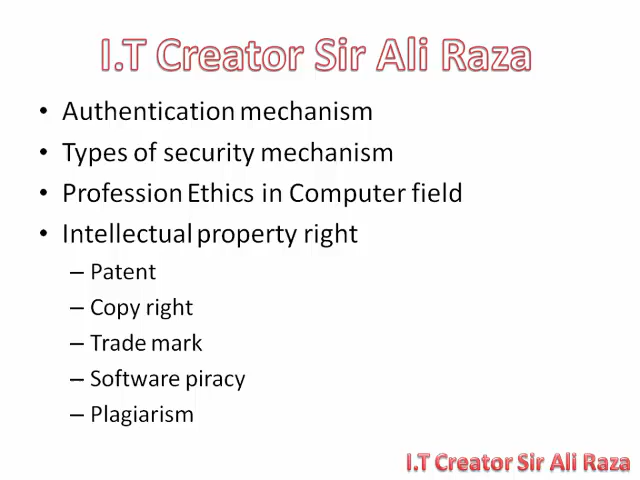 I.T Creator Sir Ali Raza
• Authentication mechanism
• Types of security mechanism
• Profession Ethics in Computer field
• Intellectual property right
– Patent
– Copy right
– Trade mark
– Software piracy
– Plagiarism
I.T Creator Sir Ali Raza